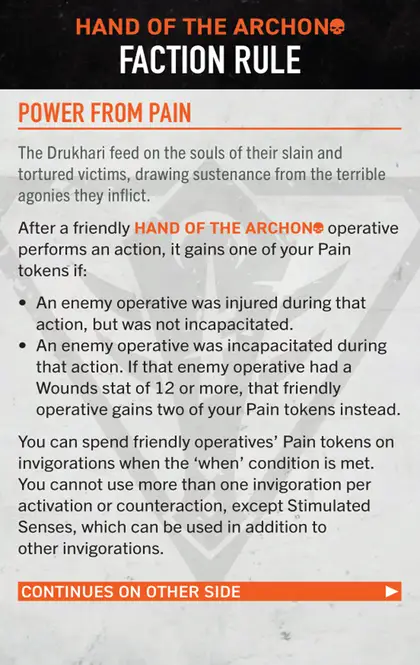 HAND OF THE ARCHON
FACTION RULE
POWER FROM PAIN
The Drukhari feed on the souls of their slain and
tortured victims, drawing sustenance from the terrible
agonies they inflict.
After a friendly HAND OF THE ARCHON operative
performs an action, it gains one of your Pain
tokens if:
• An enemy operative was injured during that
action, but was not incapacitated.
• An enemy operative was incapacitated during
that action. If that enemy operative had a
Wounds stat of 12 or more, that friendly
operative gains two of your Pain tokens instead.
You can spend friendly operatives’ Pain tokens on
invigorations when the ‘when’ condition is met.
You cannot use more than one invigoration per
activation or counteraction, except Stimulated
Senses, which can be used in addition to
other invigorations.
CONTINUES ON OTHER SIDE